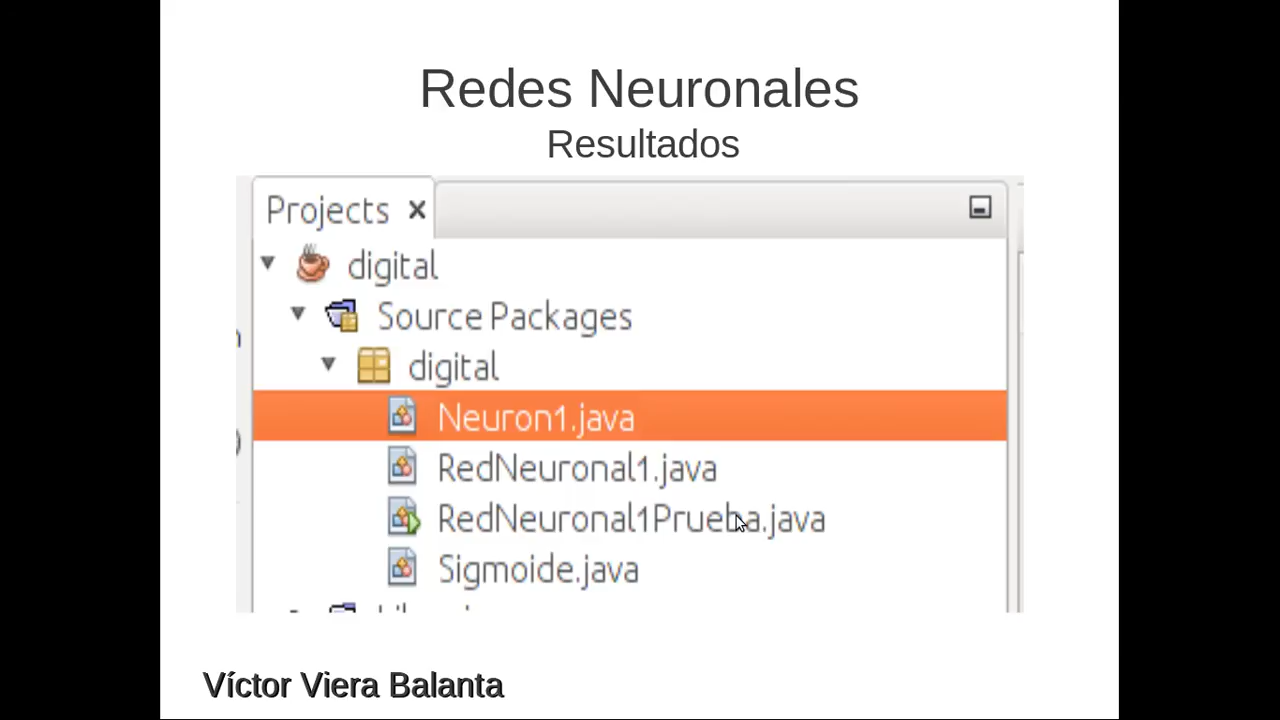 Redes Neuronales
Resultados
Projects
digital
Source Packages
digital
Neuron1.java
RedNeuronal1.java
RedNeuronal1Prueba.java
Sigmoide.java
Víctor Viera Balanta